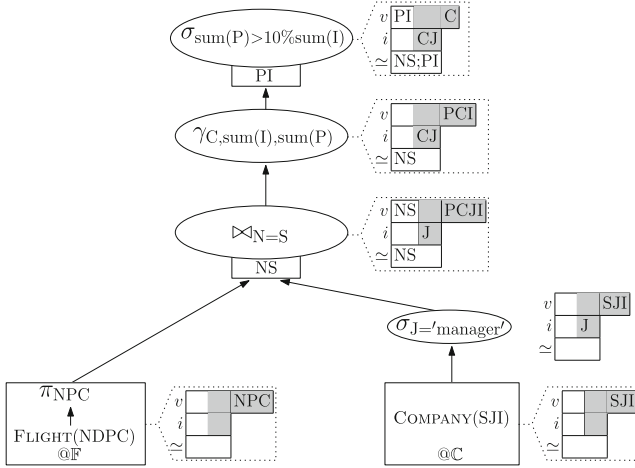 σsum(P)>10%sum(I)
PI
v PI C
i CJ
≃ NS;PI
γC,sum(I),sum(P)
v PCI
i CJ
≃ NS
⋈N=S
NS
v NS PCJI
i J
≃ NS
σJ='manager'
v SJI
i J
≃
πNPC
FLIGHT(NDPC)
@𝔽
v NPC
i
≃
COMPANY(SJI)
@ℂ
v SJI
i
≃